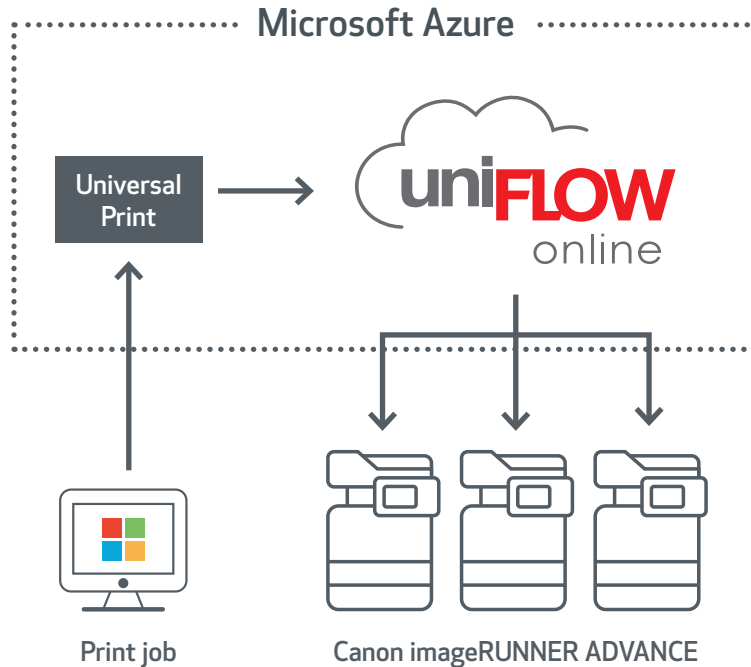 Microsoft Azure
Universal
Print
uniFLOW
online
Print job
Canon imageRUNNER ADVANCE